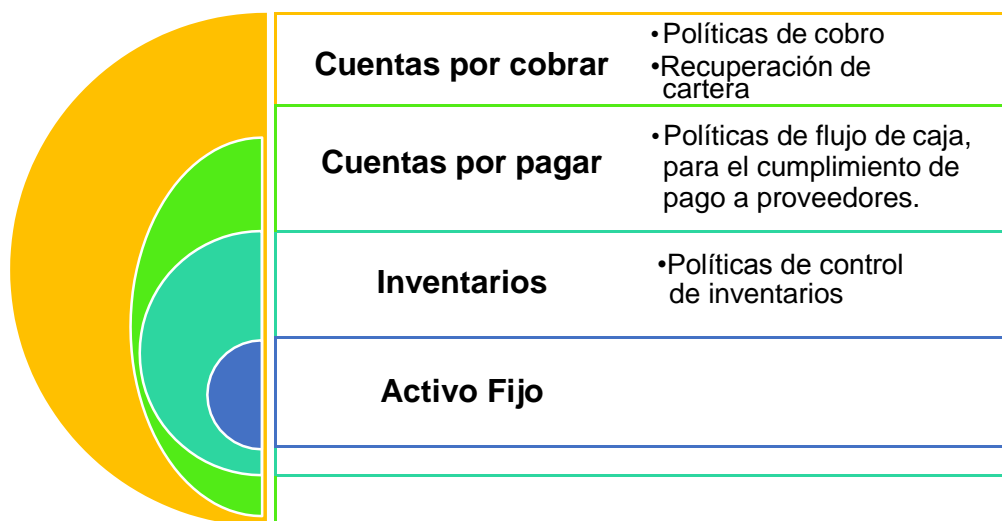 Cuentas por cobrar
•Políticas de cobro
•Recuperación de
cartera
Cuentas por pagar
•Políticas de flujo de caja,
para el cumplimiento de
pago a proveedores.
Inventarios
•Políticas de control
de inventarios
Activo Fijo